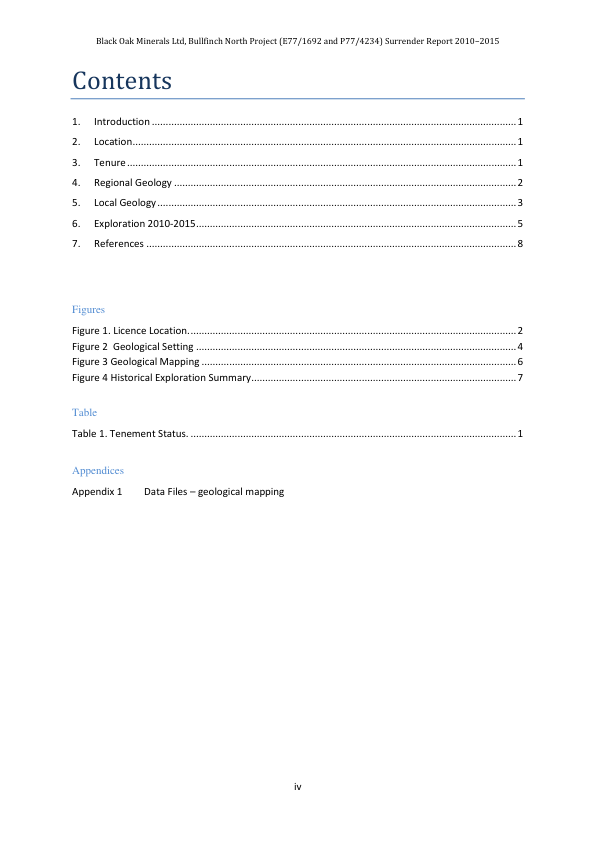 Black Oak Minerals Ltd, Bullfinch North Project (E77/1692 and P77/4234) Surrender Report 2010–2015
Contents
1. Introduction ........................................................ 1
2. Location ........................................................ 1
3. Tenure ........................................................ 1
4. Regional Geology ........................................................ 2
5. Local Geology ........................................................ 3
6. Exploration 2010-2015 ........................................................ 5
7. References ........................................................ 8
Figures
Figure 1. Licence Location. ........................................................ 2
Figure 2  Geological Setting ........................................................ 4
Figure 3 Geological Mapping ........................................................ 6
Figure 4 Historical Exploration Summary ........................................................ 7
Table
Table 1. Tenement Status. ........................................................ 1
Appendices
Appendix 1 Data Files – geological mapping
iv